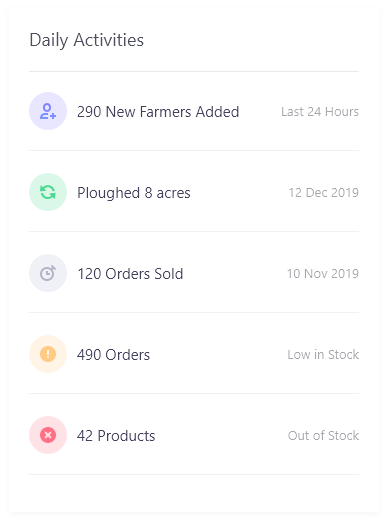 Daily Activities
290 New Farmers Added Last 24 Hours
Ploughed 8 acres 12 Dec 2019
120 Orders Sold 10 Nov 2019
490 Orders Low in Stock
42 Products Out of Stock